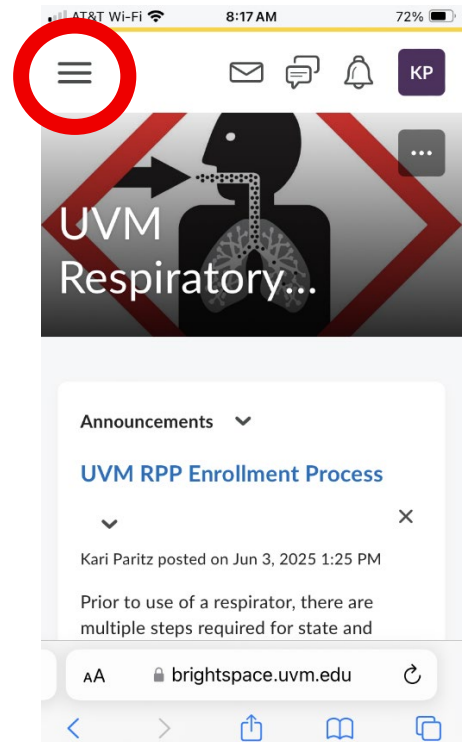 AT&T Wi-Fi 8:17 AM 72%
KP
UVM
Respiratory...
Announcements
UVM RPP Enrollment Process
Kari Paritz posted on Jun 3, 2025 1:25 PM
Prior to use of a respirator, there are
multiple steps required for state and
AA brightspace.uvm.edu